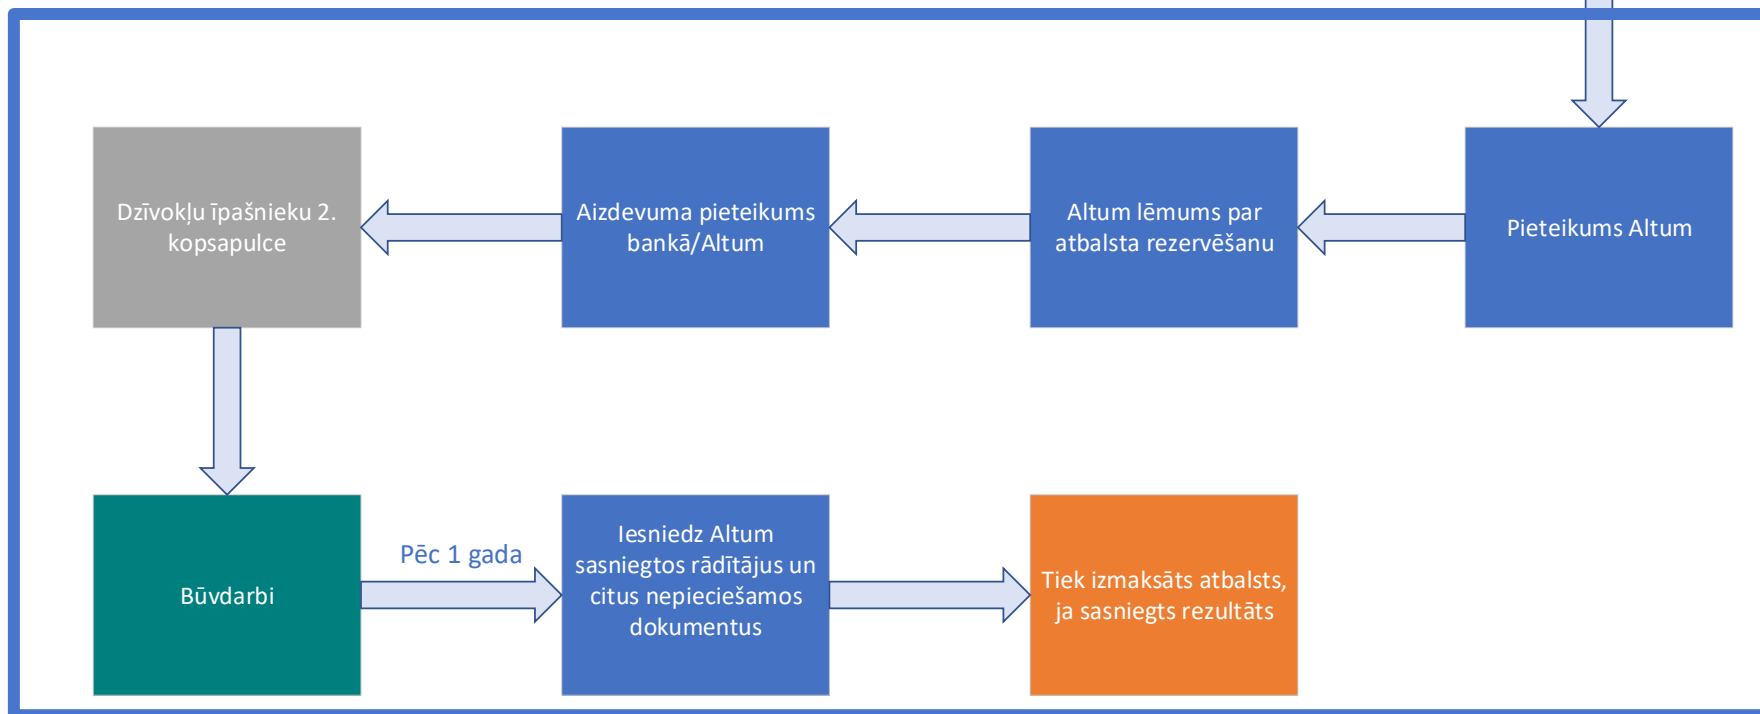 Dzīvokļu īpašnieku 2.
kopsapulce
Aizdevuma pieteikums
bankā/Altum
Altum lēmums par
atbalsta rezervēšanu
Pieteikums Altum
Būvdarbi
Pēc 1 gada
Iesniedz Altum
sasniegtos rādītājus un
citus nepieciešamos
dokumentus
Tiek izmaksāts atbalsts,
ja sasniegts rezultāts